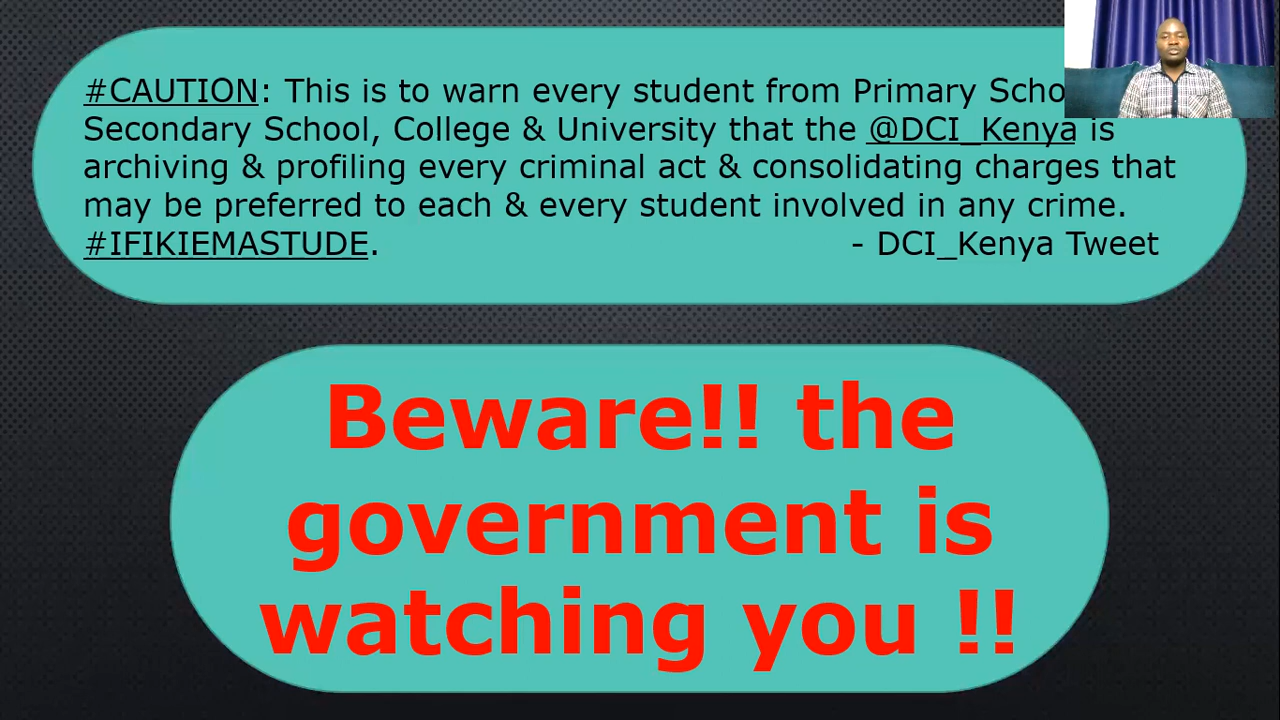 #CAUTION: This is to warn every student from Primary
Secondary School, College & University that the @DCI_Kenya is
archiving & profiling every criminal act & consolidating charges that
may be preferred to each & every student involved in any crime.
#IFIKIEMASTUDE. - DCI_Kenya Tweet
Beware!! the
government is
watching you !!